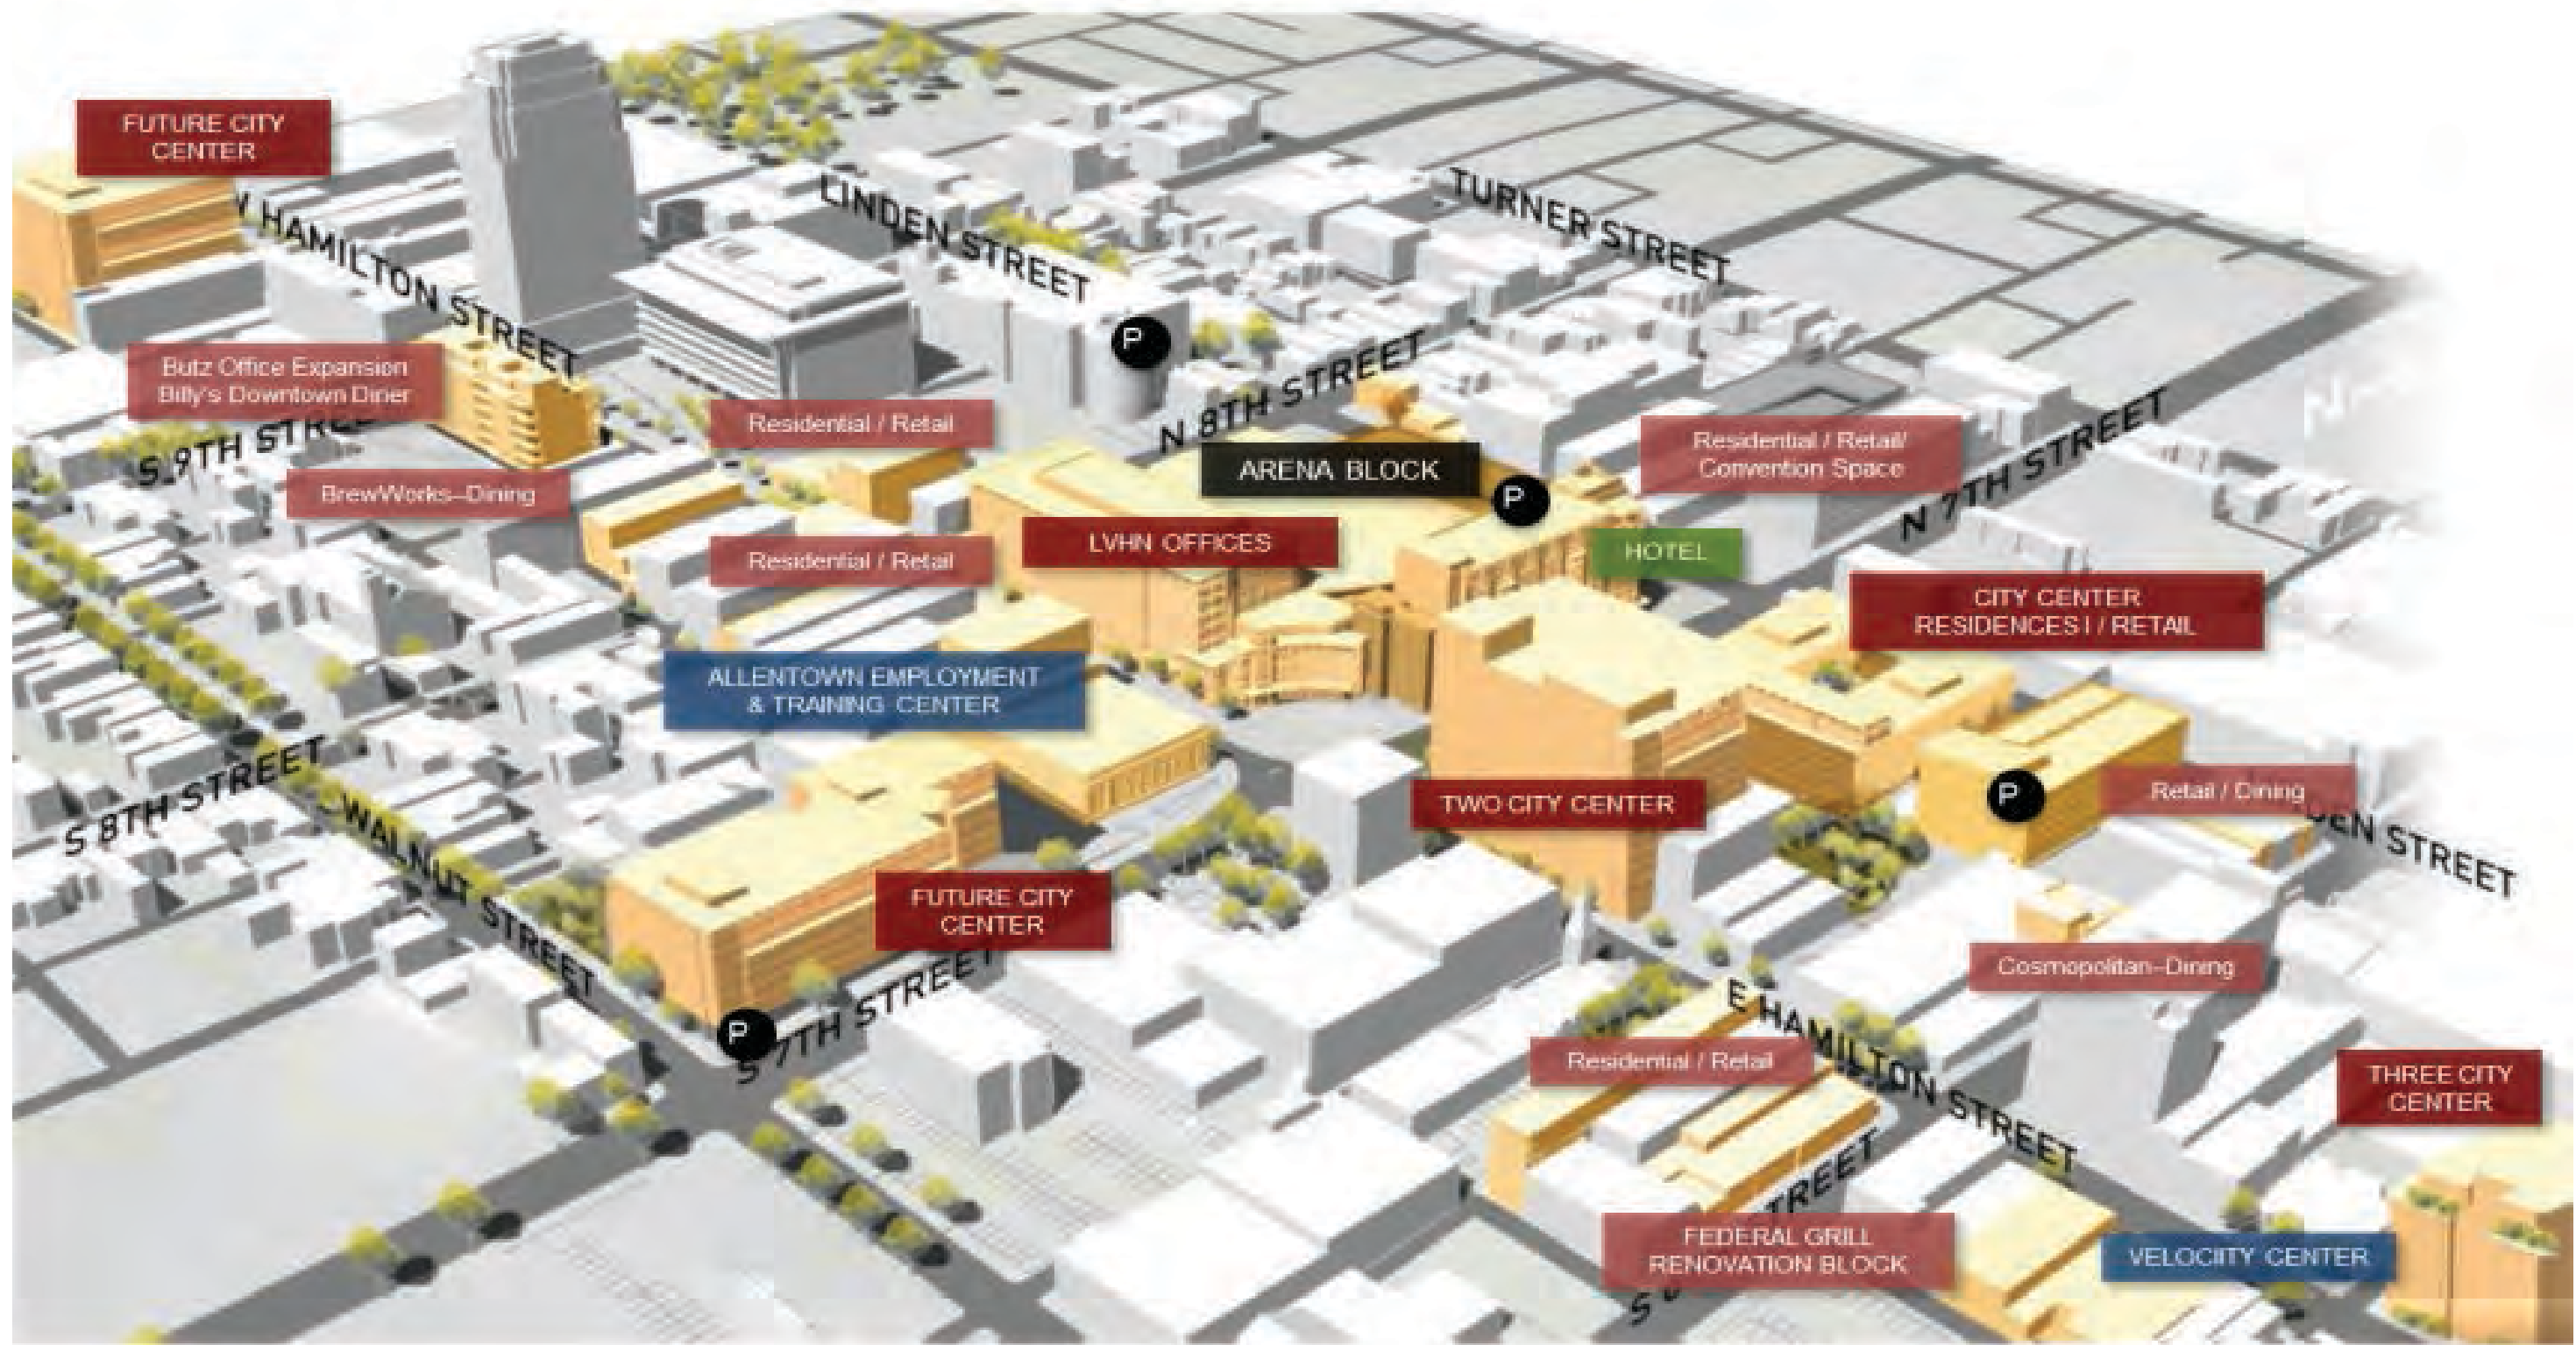 FUTURE CITY
CENTER
HAMILTON STREET
LINDEN STREET
TURNER STREET
P
Butz Office Expansion
Billy's Downtown Diner
S 9TH
Residential / Retail
N 8TH STREET
BrewWorks–Dining
ARENA BLOCK
P
Residential / Retail/
Convention Space
N 7TH STREET
LVHN OFFICES
HOTEL
Residential / Retail
CITY CENTER
RESIDENCES I / RETAIL
ALLENTOWN EMPLOYMENT
& TRAINING CENTER
S 8TH STREET
WALNUT STREET
TWO CITY CENTER
P
Retail / Dining
STREET
FUTURE CITY
CENTER
Cosmopolitan–Dining
P
S 7TH STREET
E HAMILTON STREET
Residential / Retail
THREE CITY
CENTER
FEDERAL GRILL
RENOVATION BLOCK
S
VELOCIITY CENTER